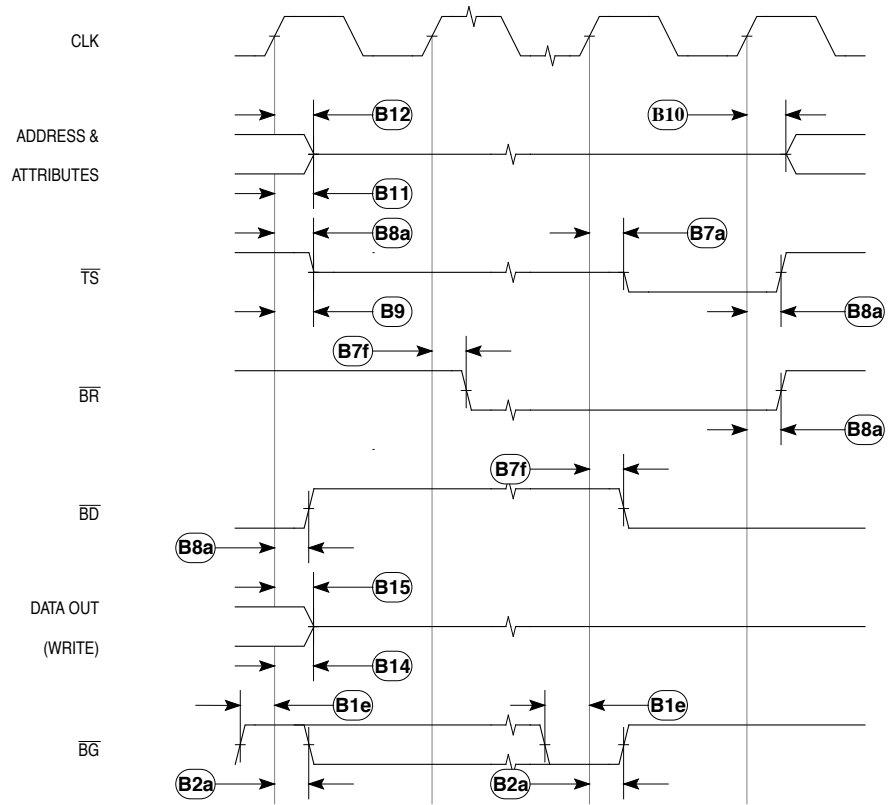 CLK
B12
B10
ADDRESS &
ATTRIBUTES
B11
B8a
B7a
TS
B9
B8a
B7f
BR
B8a
B7f
BD
B8a
B15
DATA OUT
(WRITE)
B14
B1e
B1e
BG
B2a
B2a